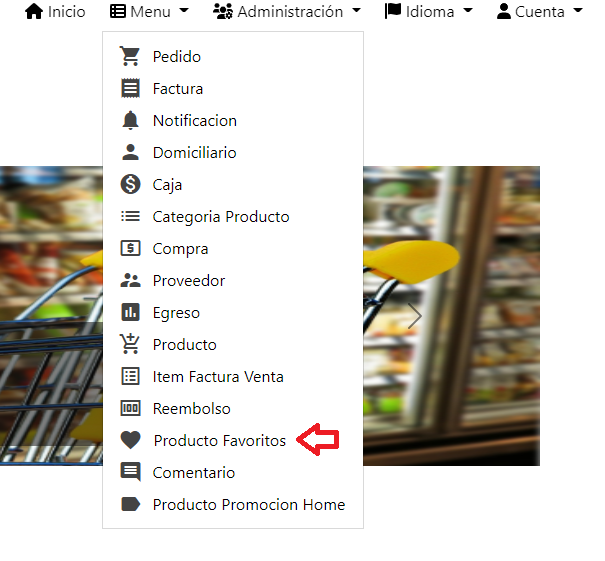 Inicio Menu Administración Idioma Cuenta
Pedido
Factura
Notificacion
Domiciliario
Caja
Categoria Producto
Compra
Proveedor
Egreso
Producto
Item Factura Venta
Reembolso
Producto Favoritos
Comentario
Producto Promocion Home